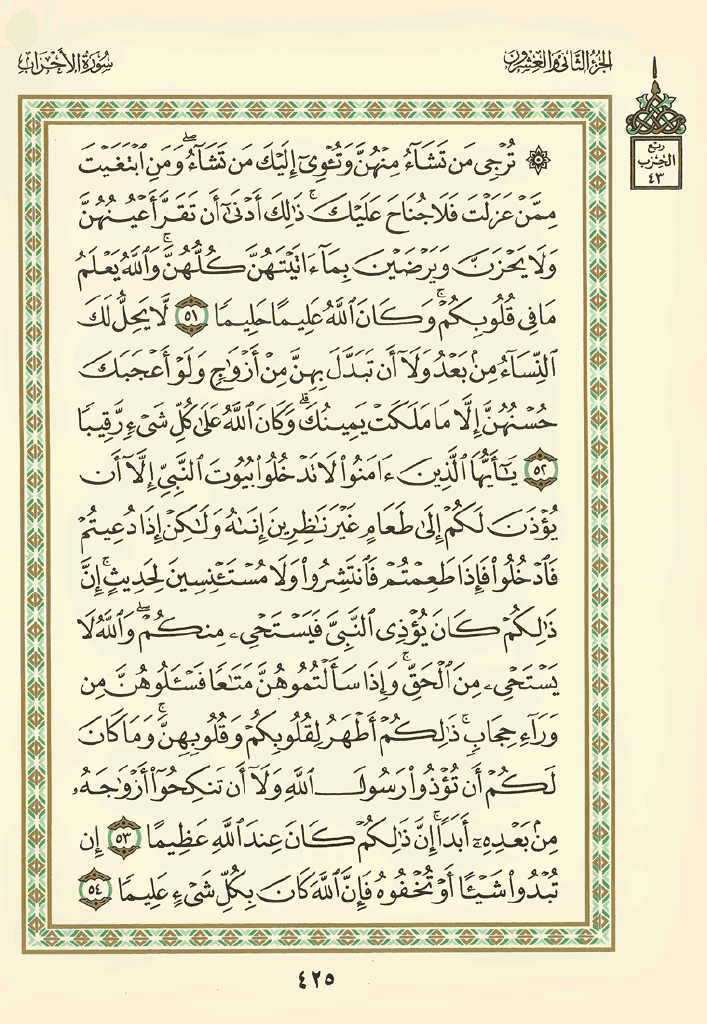 الجزء الثاني والعشرون
سورة الأحزاب
ربع
الحزب
٤٣
۞ تُرْجِى مَن تَشَآءُ مِنْهُنَّ وَتُـْٔوِىٓ إِلَيْكَ مَن تَشَآءُ ۖ وَمَنِ ٱبْتَغَيْتَ
مِمَّنْ عَزَلْتَ فَلَا جُنَاحَ عَلَيْكَ ۚ ذَٰلِكَ أَدْنَىٰٓ أَن تَقَرَّ أَعْيُنُهُنَّ
وَلَا يَحْزَنَّ وَيَرْضَيْنَ بِمَآ ءَاتَيْتَهُنَّ كُلُّهُنَّ ۚ وَٱللَّهُ يَعْلَمُ
مَا فِى قُلُوبِكُمْ ۚ وَكَانَ ٱللَّهُ عَلِيمًا حَلِيمًا ٥١ لَّا يَحِلُّ لَكَ
ٱلنِّسَآءُ مِنۢ بَعْدُ وَلَآ أَن تَبَدَّلَ بِهِنَّ مِنْ أَزْوَٰجٍ وَلَوْ أَعْجَبَكَ
حُسْنُهُنَّ إِلَّا مَا مَلَكَتْ يَمِينُكَ ۗ وَكَانَ ٱللَّهُ عَلَىٰ كُلِّ شَىْءٍ رَّقِيبًا
٥٢ يَـٰٓأَيُّهَا ٱلَّذِينَ ءَامَنُوا۟ لَا تَدْخُلُوا۟ بُيُوتَ ٱلنَّبِىِّ إِلَّآ أَن
يُؤْذَنَ لَكُمْ إِلَىٰ طَعَامٍ غَيْرَ نَـٰظِرِينَ إِنَىٰهُ وَلَـٰكِنْ إِذَا دُعِيتُمْ
فَٱدْخُلُوا۟ فَإِذَا طَعِمْتُمْ فَٱنتَشِرُوا۟ وَلَا مُسْتَـْٔنِسِينَ لِحَدِيثٍ ۚ إِنَّ
ذَٰلِكُمْ كَانَ يُؤْذِى ٱلنَّبِىَّ فَيَسْتَحْىِۦ مِنكُمْ ۖ وَٱللَّهُ لَا
يَسْتَحْىِۦ مِنَ ٱلْحَقِّ ۚ وَإِذَا سَأَلْتُمُوهُنَّ مَتَـٰعًا فَسْـَٔلُوهُنَّ مِن
وَرَآءِ حِجَابٍ ۚ ذَٰلِكُمْ أَطْهَرُ لِقُلُوبِكُمْ وَقُلُوبِهِنَّ ۚ وَمَا كَانَ
لَكُمْ أَن تُؤْذُوا۟ رَسُولَ ٱللَّهِ وَلَآ أَن تَنكِحُوٓا۟ أَزْوَٰجَهُۥ
مِنۢ بَعْدِهِۦٓ أَبَدًا ۚ إِنَّ ذَٰلِكُمْ كَانَ عِندَ ٱللَّهِ عَظِيمًا ٥٣ إِن
تُبْدُوا۟ شَيْـًٔا أَوْ تُخْفُوهُ فَإِنَّ ٱللَّهَ كَانَ بِكُلِّ شَىْءٍ عَلِيمًا ٥٤
٤٢٥